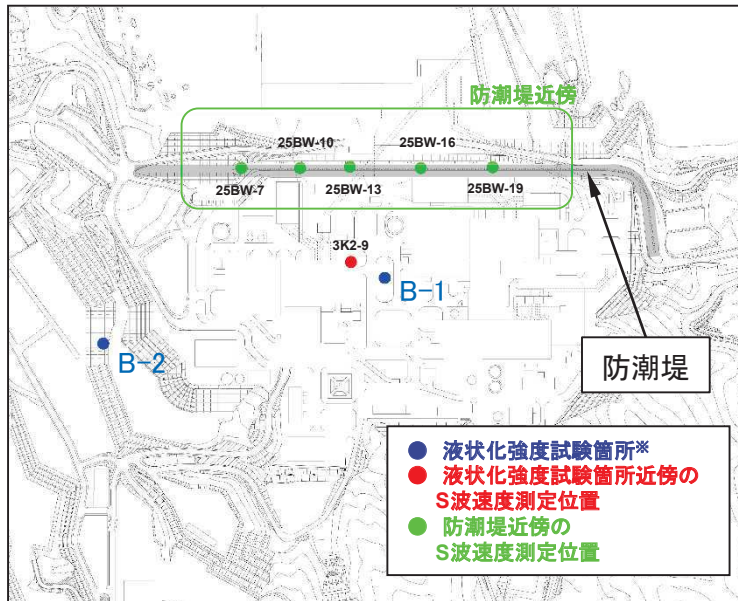 防潮堤近傍
25BW-10
25BW-16
25BW-7
25BW-13
25BW-19
3K2-9
B-1
B-2
防潮堤
液状化強度試験箇所※
液状化強度試験箇所近傍の
S波速度測定位置
防潮堤近傍の
S波速度測定位置